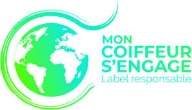 MON
COIFFEUR
S'ENGAGE
Label responsable